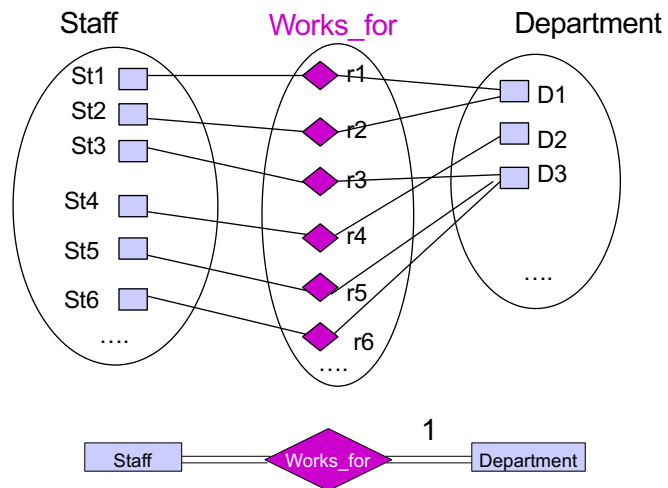 Staff Works_for Department
St1 r1 D1
St2 r2 D2
St3 r3 D3
St4 r4
St5 r5 ....
St6 r6
.... ....
1
Staff Works_for Department